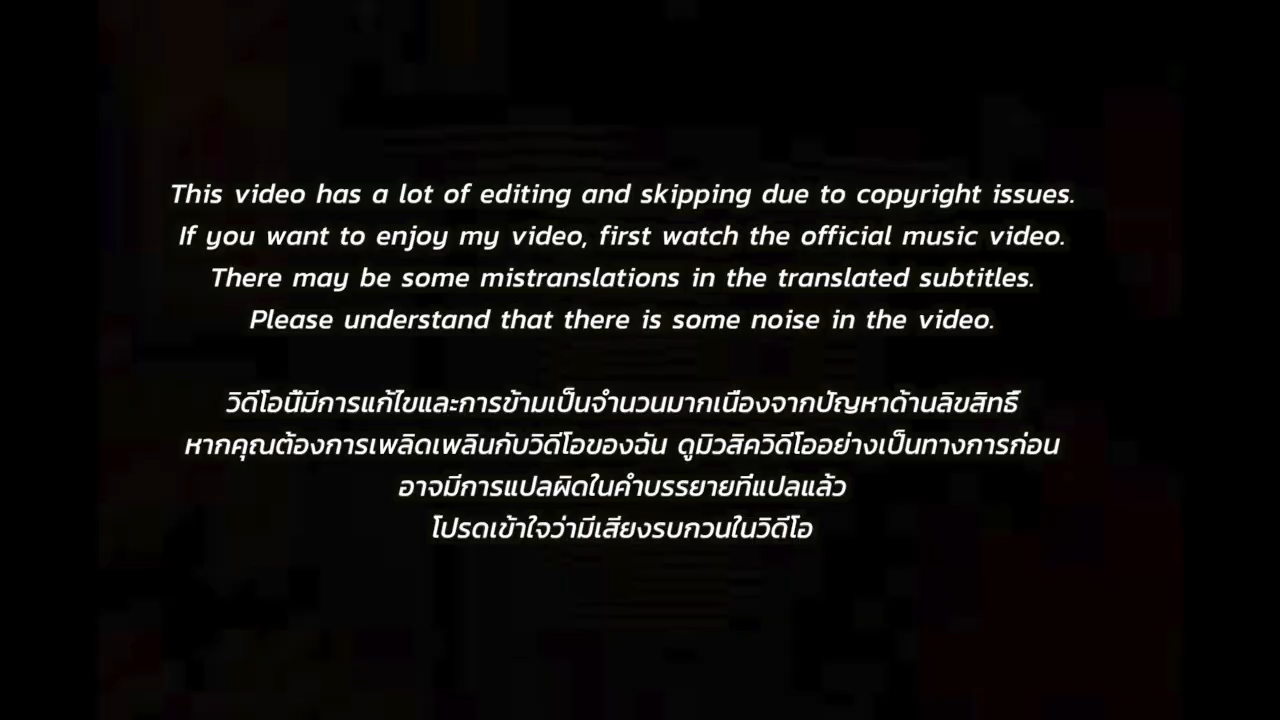 This video has a lot of editing and skipping due to copyright issues.
If you want to enjoy my video, first watch the official music video.
There may be some mistranslations in the translated subtitles.
Please understand that there is some noise in the video.
วิดีโอนี้มีการแก้ไขและการข้ามเป็นจำนวนมากเนื่องจากปัญหาด้านลิขสิทธิ์
หากคุณต้องการเพลิดเพลินกับวิดีโอของฉัน ดูมิวสิควิดีโออย่างเป็นทางการก่อน
อาจมีการแปลผิดในคำบรรยายที่แปลแล้ว
โปรดเข้าใจว่ามีเสียงรบกวนในวิดีโอ